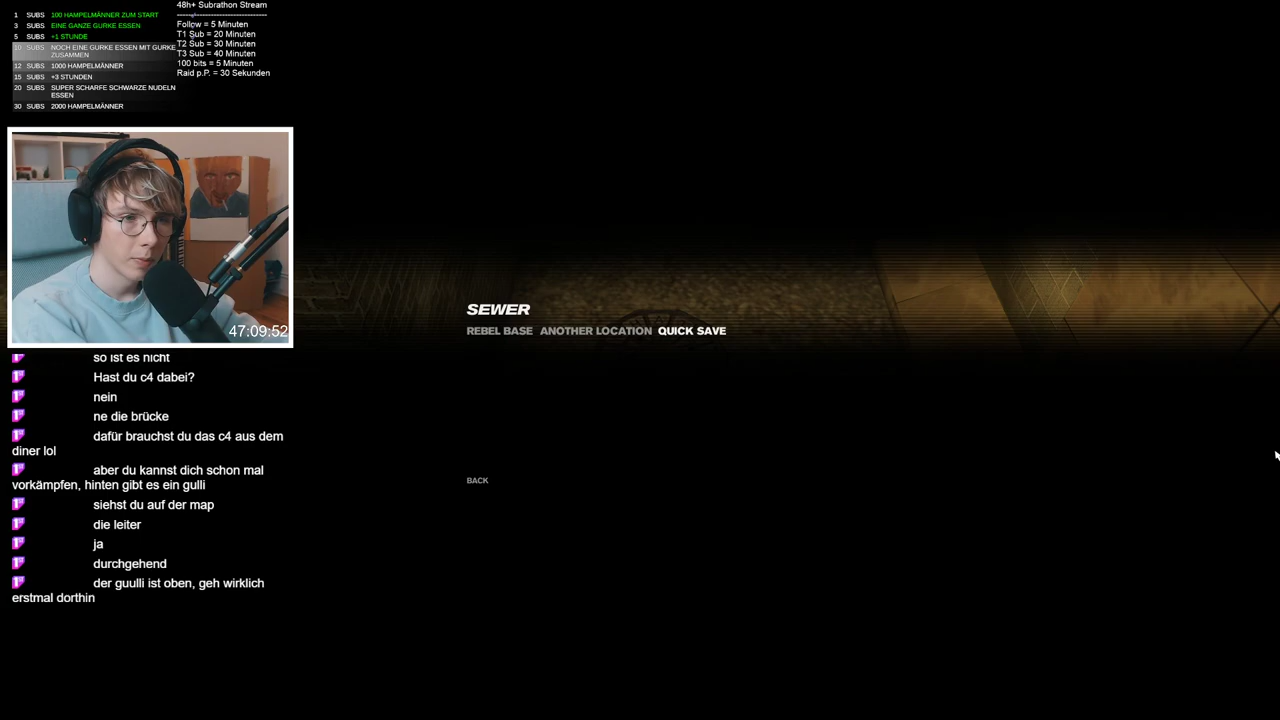 48h+ Subrathon Stream
------------------------------
1 SUBS 100 HAMPELMÄNNER ZUM START
3 SUBS EINE GANZE GURKE ESSEN
5 SUBS +1 STUNDE
10 SUBS NOCH EINE GURKE ESSEN MIT GURKE
ZUSAMMEN
12 SUBS 1000 HAMPELMÄNNER
15 SUBS +3 STUNDEN
20 SUBS SUPER SCHARFE SCHWARZE NUDELN
ESSEN
30 SUBS 2000 HAMPELMÄNNER
Follow = 5 Minuten
T1 Sub = 20 Minuten
T2 Sub = 30 Minuten
T3 Sub = 40 Minuten
100 bits = 5 Minuten
Raid p.P. = 30 Sekunden
47:09:52
SEWER
REBEL BASE ANOTHER LOCATION QUICK SAVE
BACK
so ist es nicht
Hast du c4 dabei?
nein
ne die brücke
dafür brauchst du das c4 aus dem
diner lol
aber du kannst dich schon mal
vorkämpfen, hinten gibt es ein gulli
siehst du auf der map
die leiter
ja
durchgehend
der guulli ist oben, geh wirklich
erstmal dorthin